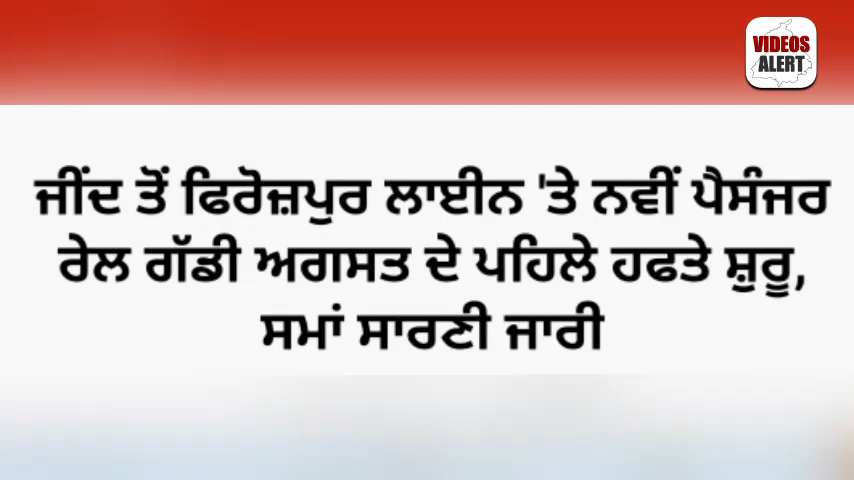 VIDEOS
ALERT
ਜੀਂਦ ਤੋਂ ਫਿਰੋਜ਼ਪੁਰ ਲਾਈਨ 'ਤੇ ਨਵੀਂ ਪੈਸੰਜਰ
ਰੇਲ ਗੱਡੀ ਅਗਸਤ ਦੇ ਪਹਿਲੇ ਹਫਤੇ ਸ਼ੁਰੂ,
ਸਮਾਂ ਸਾਰਣੀ ਜਾਰੀ